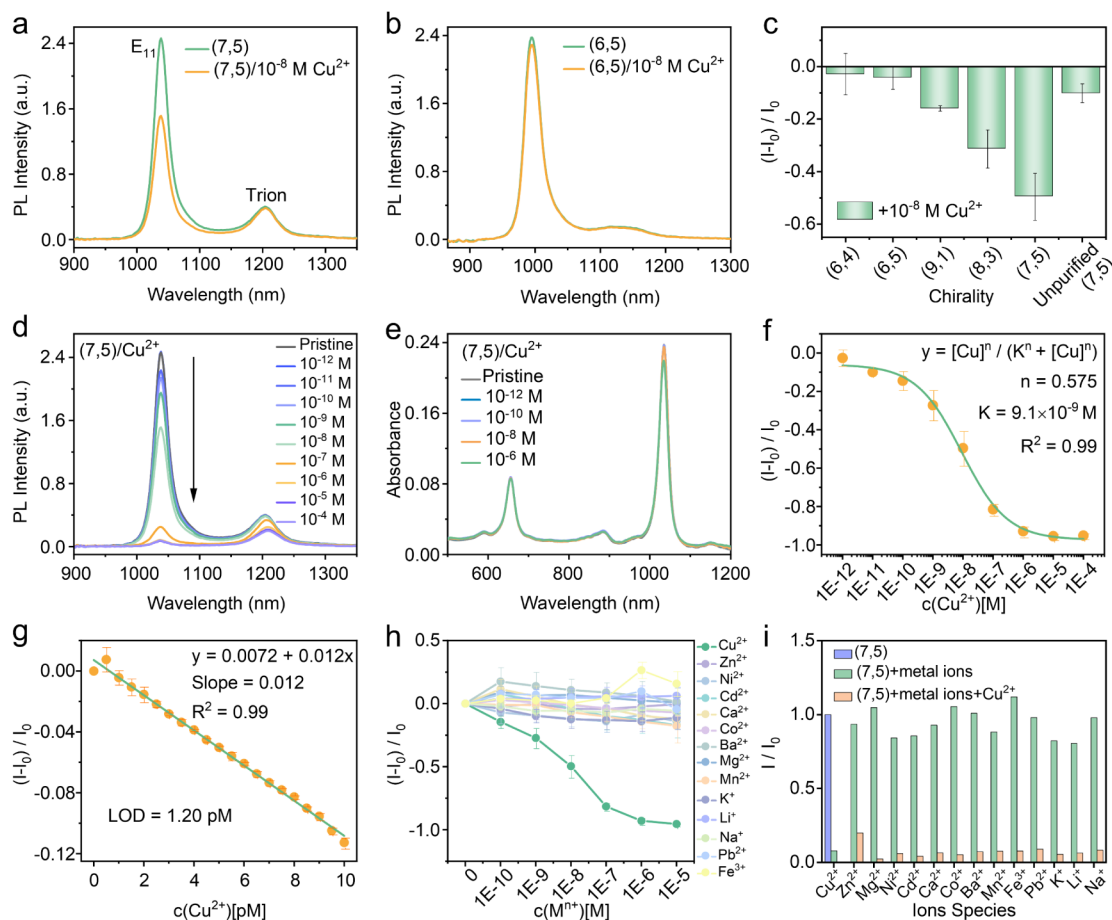 a
E₁₁
(7,5)
(7,5)/10⁻⁸ M Cu²⁺
Trion
PL Intensity (a.u.)
2.4
1.6
0.8
0.0
900 1000 1100 1200 1300
Wavelength (nm)
b
(6,5)
(6,5)/10⁻⁸ M Cu²⁺
PL Intensity (a.u.)
2.4
1.6
0.8
0.0
900 1000 1100 1200 1300
Wavelength (nm)
c
(I-I₀) / I₀
0.0
-0.2
-0.4
-0.6
+10⁻⁸ M Cu²⁺
(6,4)
(6,5)
(9,1)
(8,3)
(7,5)
Unpurified
(7,5)
Chirality
d
(7,5)/Cu²⁺
Pristine
10⁻¹² M
10⁻¹¹ M
10⁻¹⁰ M
10⁻⁹ M
10⁻⁸ M
10⁻⁷ M
10⁻⁶ M
10⁻⁵ M
10⁻⁴ M
PL Intensity (a.u.)
2.4
1.6
0.8
0.0
900 1000 1100 1200 1300
Wavelength (nm)
e
(7,5)/Cu²⁺
Pristine
10⁻¹² M
10⁻¹⁰ M
10⁻⁸ M
10⁻⁶ M
Absorbance
0.24
0.16
0.08
0.00
600 800 1000 1200
Wavelength (nm)
f
y = [Cu]ⁿ / (Kⁿ + [Cu]ⁿ)
n = 0.575
K = 9.1×10⁻⁹ M
R² = 0.99
(I-I₀) / I₀
0.0
-0.2
-0.4
-0.6
-0.8
-1.0
1E-12
1E-11
1E-10
1E-9
1E-8
1E-7
1E-6
1E-5
1E-4
c(Cu²⁺)[M]
g
y = 0.0072 + 0.012x
Slope = 0.012
R² = 0.99
LOD = 1.20 pM
(I-I₀) / I₀
0.00
-0.04
-0.08
-0.12
0 2 4 6 8 10
c(Cu²⁺)[pM]
h
(I-I₀) / I₀
0.5
0.0
-0.5
-1.0
0
1E-10
1E-9
1E-8
1E-7
1E-6
1E-5
c(Mⁿ⁺)[M]
Cu²⁺
Zn²⁺
Ni²⁺
Cd²⁺
Ca²⁺
Co²⁺
Ba²⁺
Mg²⁺
Mn²⁺
K⁺
Li⁺
Na⁺
Pb²⁺
Fe³⁺
i
(7,5)
(7,5)+metal ions
(7,5)+metal ions+Cu²⁺
I / I₀
1.5
1.0
0.5
0.0
Cu²⁺
Zn²⁺
Mg²⁺
Ni²⁺
Cd²⁺
Ca²⁺
Co²⁺
Ba²⁺
Mn²⁺
Fe³⁺
Pb²⁺
K⁺
Li⁺
Na⁺
Ions Species